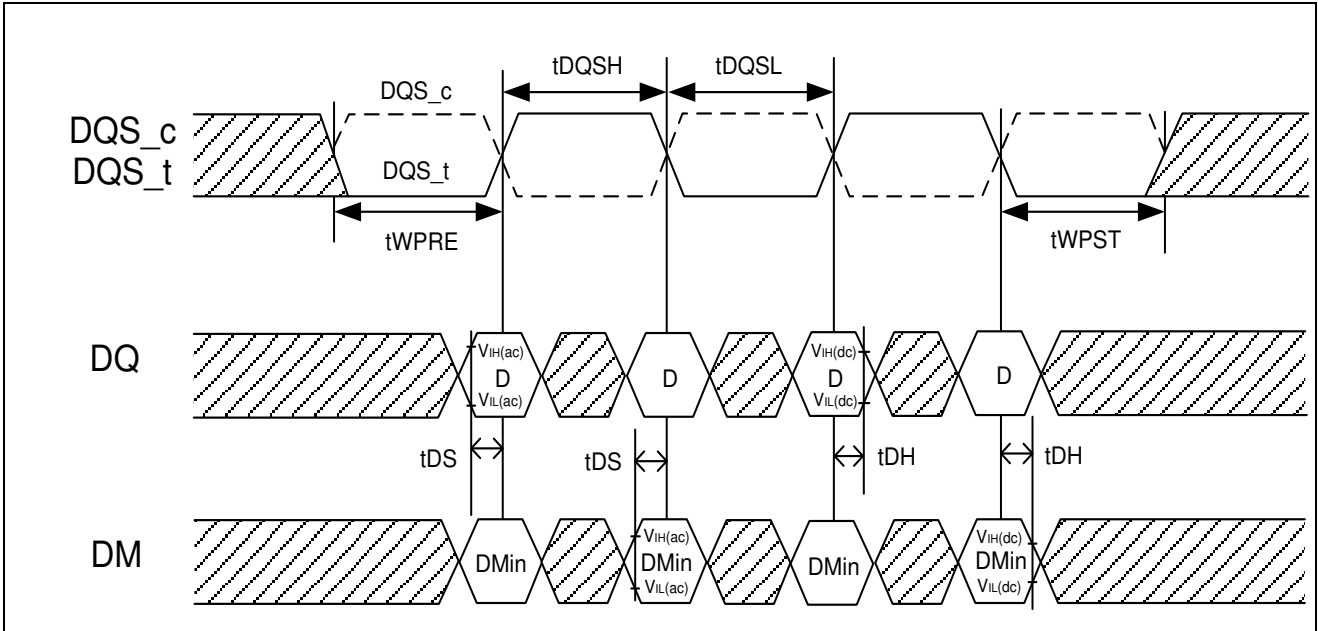 tDQSH
tDQSL
DQS_c
DQS_c
DQS_t
DQS_t
tWPRE
tWPST
DQ
VIH(ac)
D
VIL(ac)
D
VIH(dc)
D
VIL(dc)
D
tDS
tDS
tDH
tDH
DM
DMin
VIH(ac)
DMin
VIL(ac)
DMin
VIH(dc)
DMin
VIL(dc)